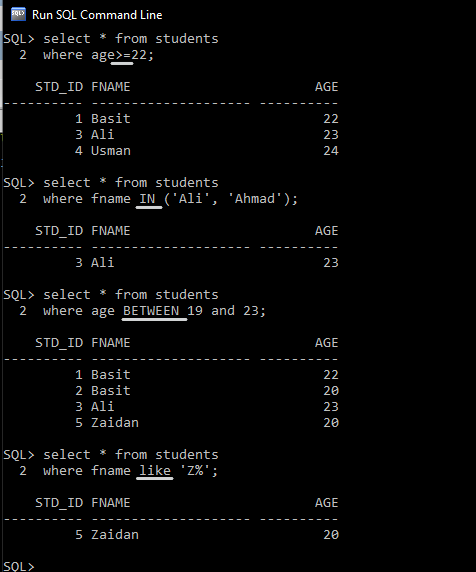 Run SQL Command Line
SQL> select * from students
  2  where age>=22;
    STD_ID FNAME                       AGE
---------- -------------------- ----------
         1 Basit                        22
         3 Ali                          23
         4 Usman                        24
SQL> select * from students
  2  where fname IN ('Ali', 'Ahmad');
    STD_ID FNAME                       AGE
---------- -------------------- ----------
         3 Ali                          23
SQL> select * from students
  2  where age BETWEEN 19 and 23;
    STD_ID FNAME                       AGE
---------- -------------------- ----------
         1 Basit                        22
         2 Basit                        20
         3 Ali                          23
         5 Zaidan                       20
SQL> select * from students
  2  where fname like 'Z%';
    STD_ID FNAME                       AGE
---------- -------------------- ----------
         5 Zaidan                       20
SQL>